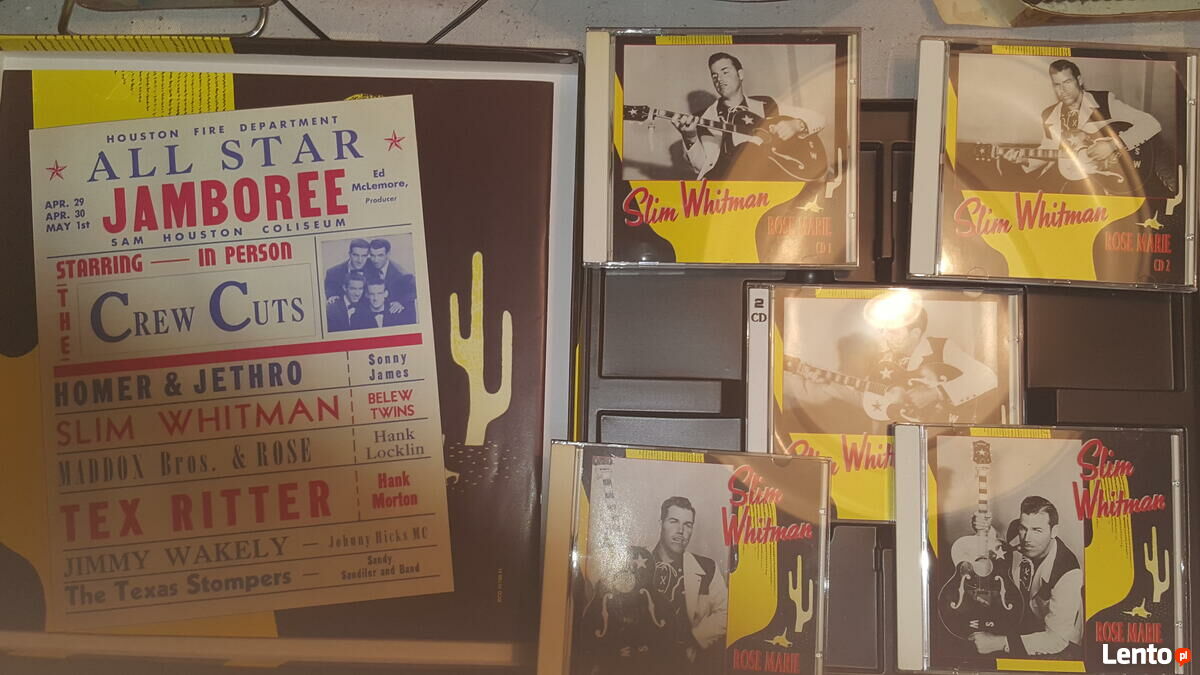 HOUSTON FIRE DEPARTMENT
ALL STAR
JAMBOREE
APR. 29
APR. 30
MAY 1st
Ed
McLemore,
Producer
SAM HOUSTON COLISEUM
STARRING — IN PERSON
THE
CREW CUTS
HOMER & JETHRO
Sonny
James
SLIM WHITMAN
BELEW
TWINS
MADDOX Bros. & ROSE
Hank
Locklin
TEX RITTER
Hank
Morton
JIMMY WAKELY — Johnny Hicks MC
The Texas Stompers —
Sandy
Sandifer and Band
Slim Whitman
ROSE MARIE
CD 1
Slim Whitman
ROSE MARIE
CD 2
2
CD
Slim Whit
Slim
Whitman
ROSE MARIE
Slim
Whitman
ROSE MARIE
S W
Lento pl